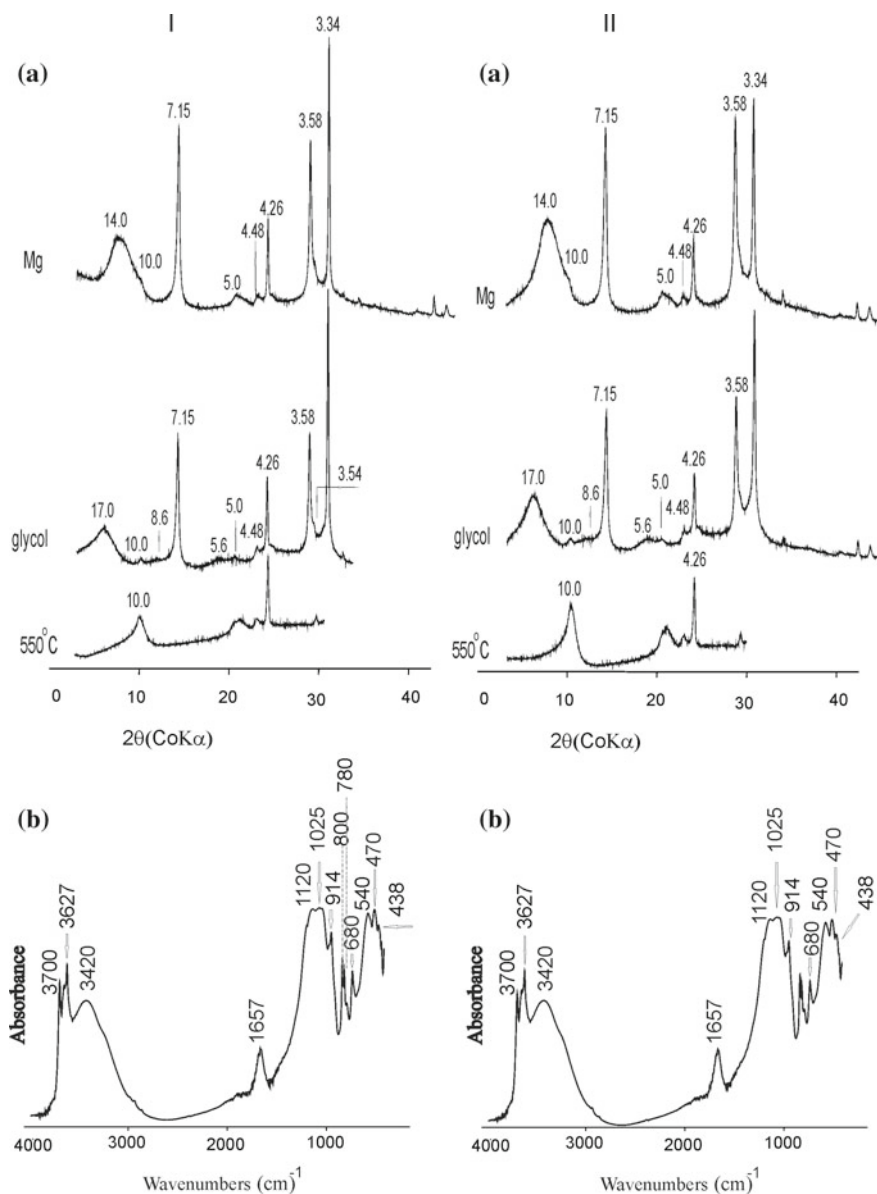 I
II
(a)
3.34
7.15
3.58
14.0
4.26
10.0
4.48
5.0
Mg
7.15
3.58
4.26
3.54
17.0
8.6
5.0
10.0
5.6
4.48
glycol
10.0
550°C
0 10 20 30 40
2θ(CoKα)
(a)
3.34
3.58
7.15
14.0
4.26
10.0
4.48
5.0
Mg
7.15
3.58
4.26
17.0
5.0
8.6
10.0
4.48
5.6
glycol
4.26
10.0
550°C
0 10 20 30 40
2θ(CoKα)
(b)
780
800
1025
470
1120
914
540
438
3627
680
3700
3420
1657
Absorbance
4000 3000 2000 1000
Wavenumbers (cm)-1
(b)
1025
470
1120
914
540
438
3627
680
3700
3420
1657
Absorbance
4000 3000 2000 1000
Wavenumbers (cm)-1